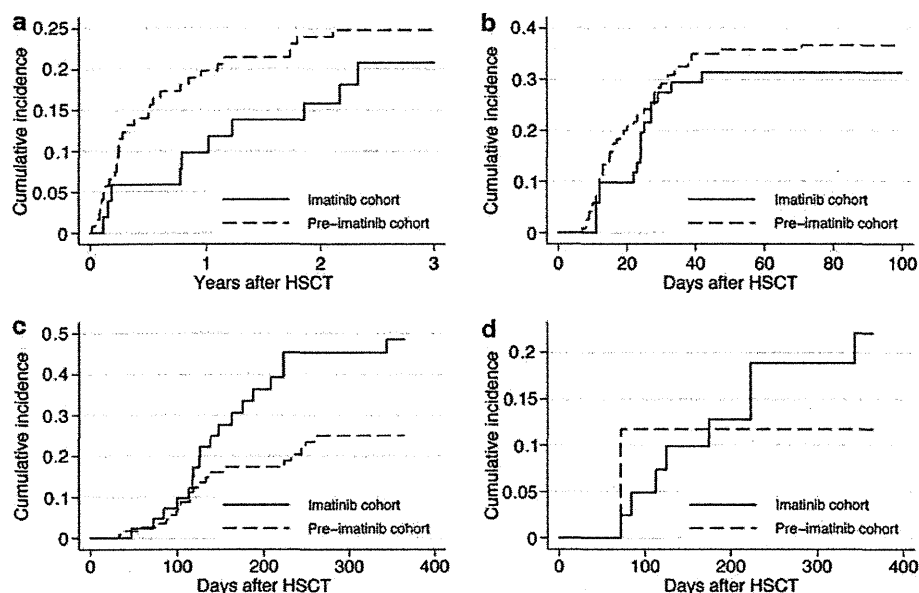 a
Cumulative incidence
0.25
0.2
0.15
0.1
0.05
0
Imatinib cohort
Pre-imatinib cohort
0 1 2 3
Years after HSCT
b
Cumulative incidence
0.4
0.3
0.2
0.1
0
Imatinib cohort
Pre-imatinib cohort
0 20 40 60 80 100
Days after HSCT
c
Cumulative incidence
0.5
0.4
0.3
0.2
0.1
0
Imatinib cohort
Pre-imatinib cohort
0 100 200 300 400
Days after HSCT
d
Cumulative incidence
0.2
0.15
0.1
0.05
0
Imatinib cohort
Pre-imatinib cohort
0 100 200 300 400
Days after HSCT